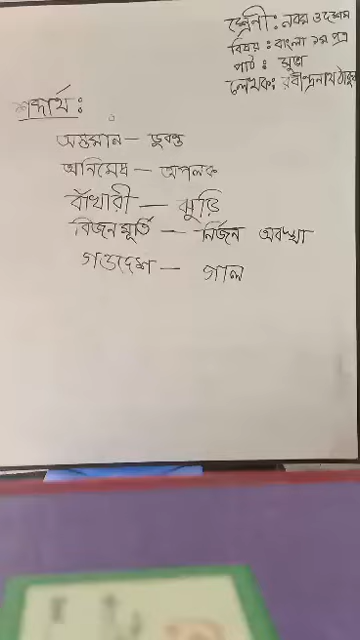 শ্রেণী: নবম ও দশম
বিষয়: বাংলা ১ম পত্র
পাঠ: সুভা
লেখক: রবীন্দ্রনাথ ঠাকুর
শব্দার্থ:
অস্তমান — ডুবন্ত
অনিমেষ — অপলক
বাঁখারী — ঝুড়ি
বিজনমূর্তি — নির্জন অবস্থা
গণ্ডদেশ — গাল